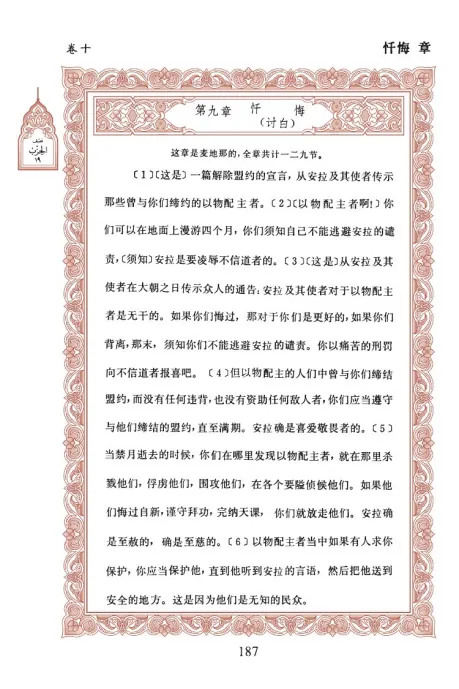 卷十
忏悔 章
نصف
الحزب
١٩
第九章 忏 悔
(讨白)
这章是麦地那的,全章共计一二九节。
〔1〕〔这是〕一篇解除盟约的宣言,从安拉及其使者传示
那些曾与你们缔约的以物配主者。〔2〕〔以物配主者啊!〕你
们可以在地面上漫游四个月,你们须知自己不能逃避安拉的谴
责,〔须知〕安拉是要凌辱不信道者的。〔3〕〔这是〕从安拉及其
使者在大朝之日传示众人的通告:安拉及其使者对于以物配主
者是无干的。如果你们悔过,那对于你们是更好的,如果你们
背离,那末,须知你们不能逃避安拉的谴责。你以痛苦的刑罚
向不信道者报喜吧。〔4〕但以物配主的人们中曾与你们缔结
盟约,而没有任何违背,也没有资助任何敌人者,你们应当遵守
与他们缔结的盟约,直至满期。安拉确是喜爱敬畏者的。〔5〕
当禁月逝去的时候,你们在哪里发现以物配主者,就在那里杀
戮他们,俘虏他们,围攻他们,在各个要隘侦候他们。如果他
们悔过自新,谨守拜功,完纳天课,你们就放走他们。安拉确
是至赦的,确是至慈的。〔6〕以物配主者当中如果有人求你
保护,你应当保护他,直到他听到安拉的言语,然后把他送到
安全的地方。这是因为他们是无知的民众。
187